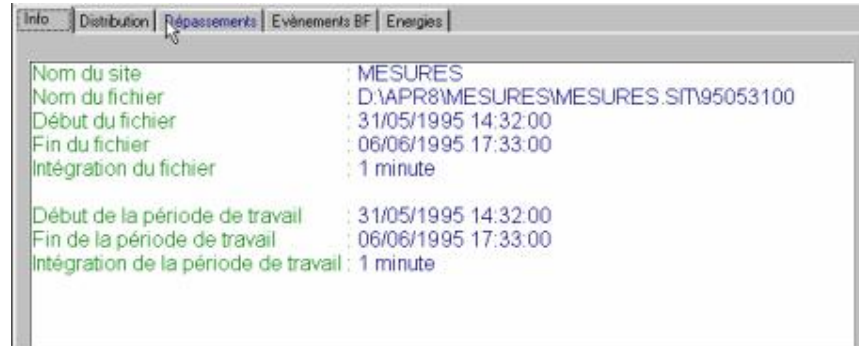 Info Distribution Répassements Evènements BF Energies
Nom du site : MESURES
Nom du fichier : D:\APR8\MESURES\MESURES.SIT\95053100
Début du fichier : 31/05/1995 14:32:00
Fin du fichier : 06/06/1995 17:33:00
Intégration du fichier : 1 minute
Début de la période de travail : 31/05/1995 14:32:00
Fin de la période de travail : 06/06/1995 17:33:00
Intégration de la période de travail : 1 minute